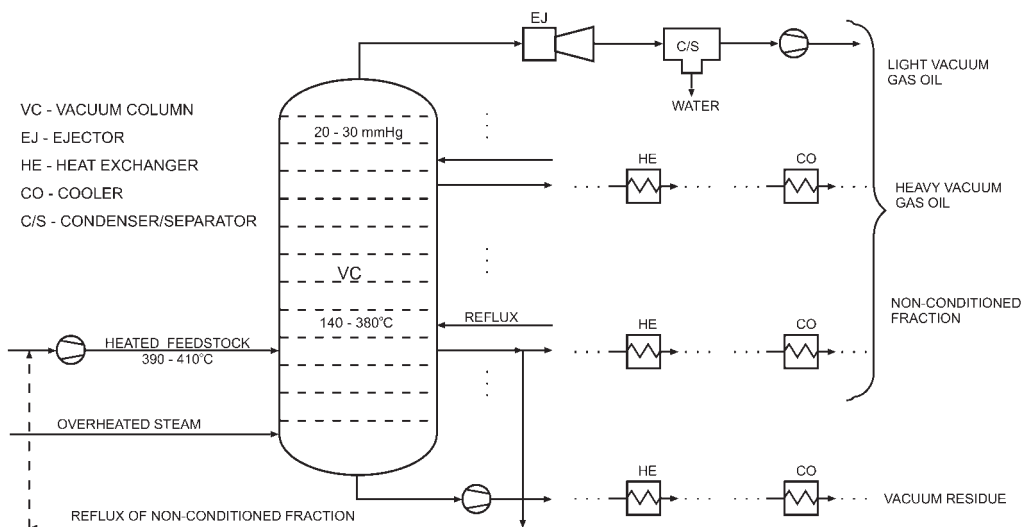 EJ
C/S
WATER
LIGHT VACUUM
GAS OIL
VC - VACUUM COLUMN
EJ - EJECTOR
HE - HEAT EXCHANGER
CO - COOLER
C/S - CONDENSER/SEPARATOR
20 - 30 mmHg
HE
CO
HEAVY VACUUM
GAS OIL
VC
140 - 380°C
REFLUX
NON-CONDITIONED
FRACTION
HE
CO
HEATED FEEDSTOCK
390 - 410°C
OVERHEATED STEAM
HE
CO
VACUUM RESIDUE
REFLUX OF NON-CONDITIONED FRACTION